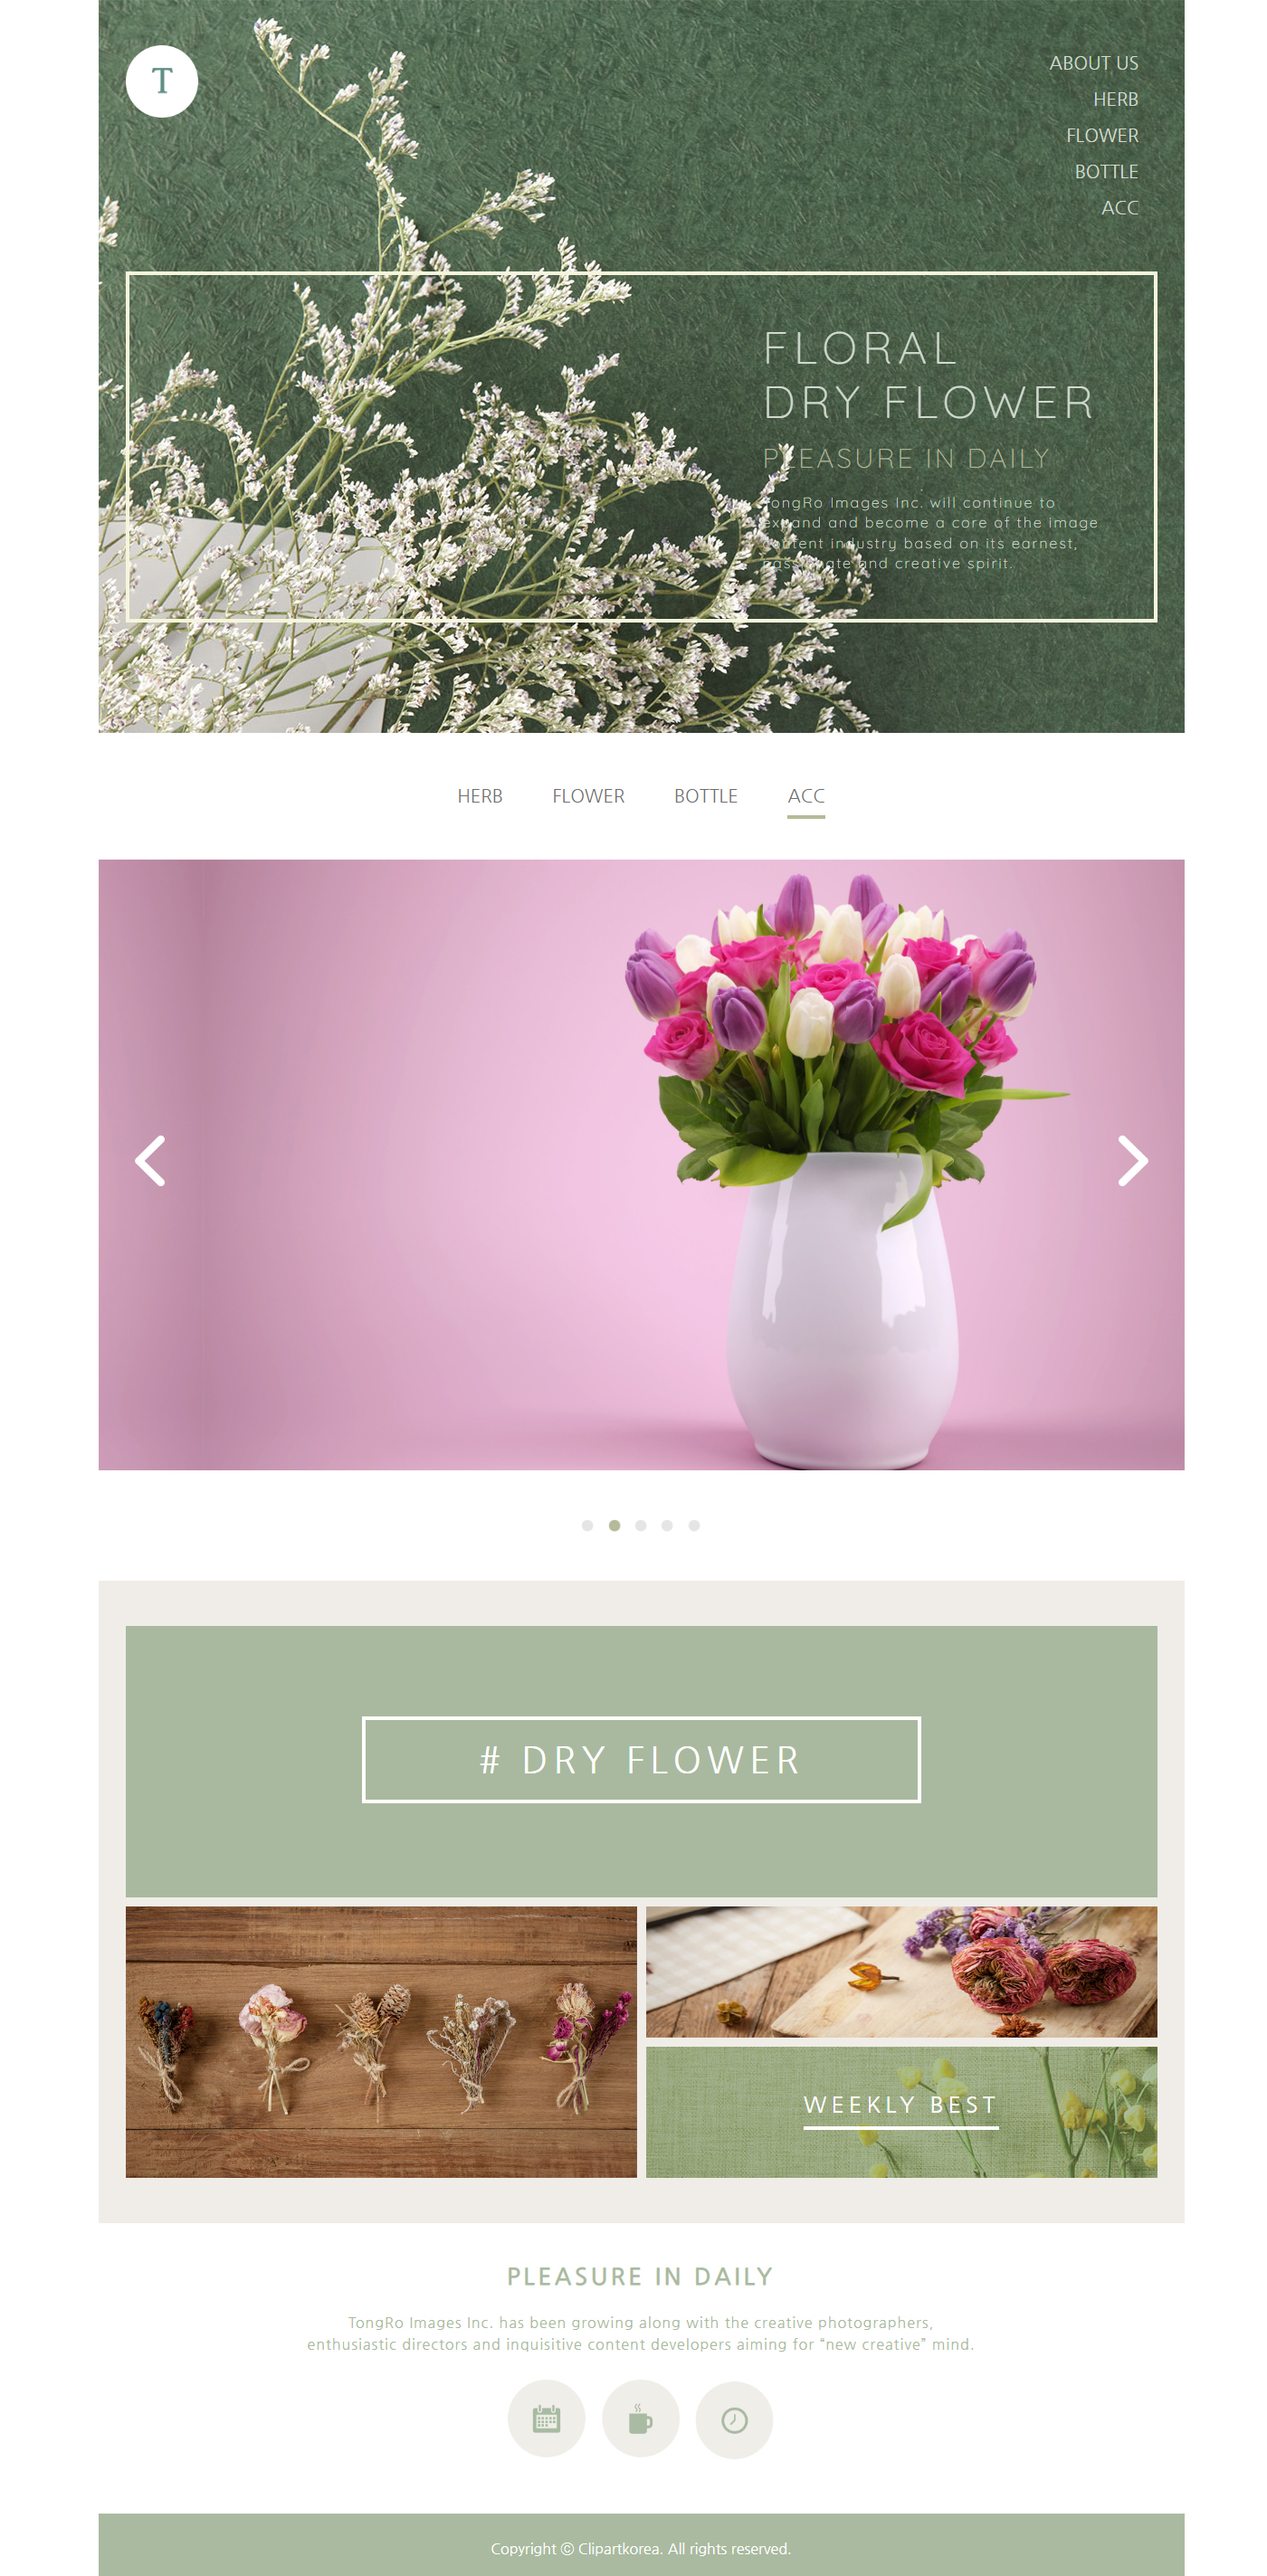 T
ABOUT US
HERB
FLOWER
BOTTLE
ACC
FLORAL
DRY FLOWER
PLEASURE IN DAILY
TongRo Images Inc. will continue to
expand and become a core of the image
content industry based on its earnest,
passionate and creative spirit.
HERB FLOWER BOTTLE ACC
# DRY FLOWER
WEEKLY BEST
PLEASURE IN DAILY
TongRo Images Inc. has been growing along with the creative photographers,
enthusiastic directors and inquisitive content developers aiming for “new creative” mind.
Copyright ⓒ Clipartkorea. All rights reserved.